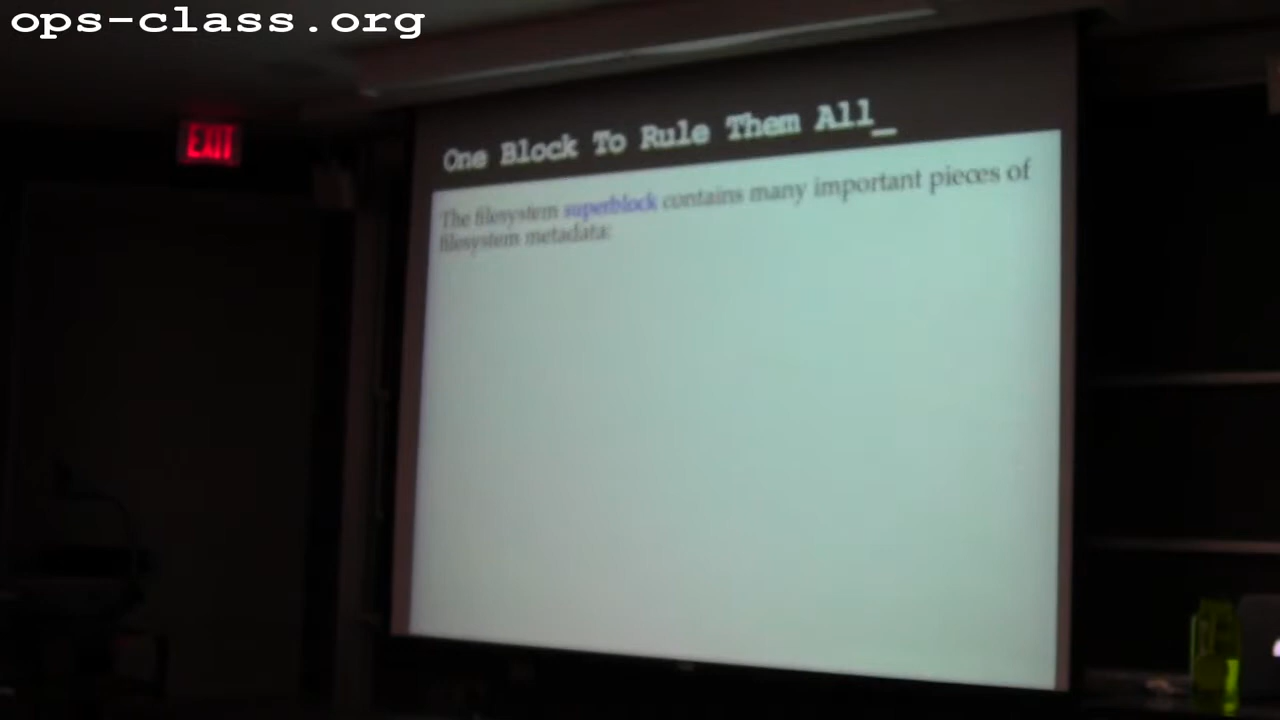 ops-class.org
EXIT
One Block To Rule Them All_
The filesystem superblock contains many important pieces of
filesystem metadata: